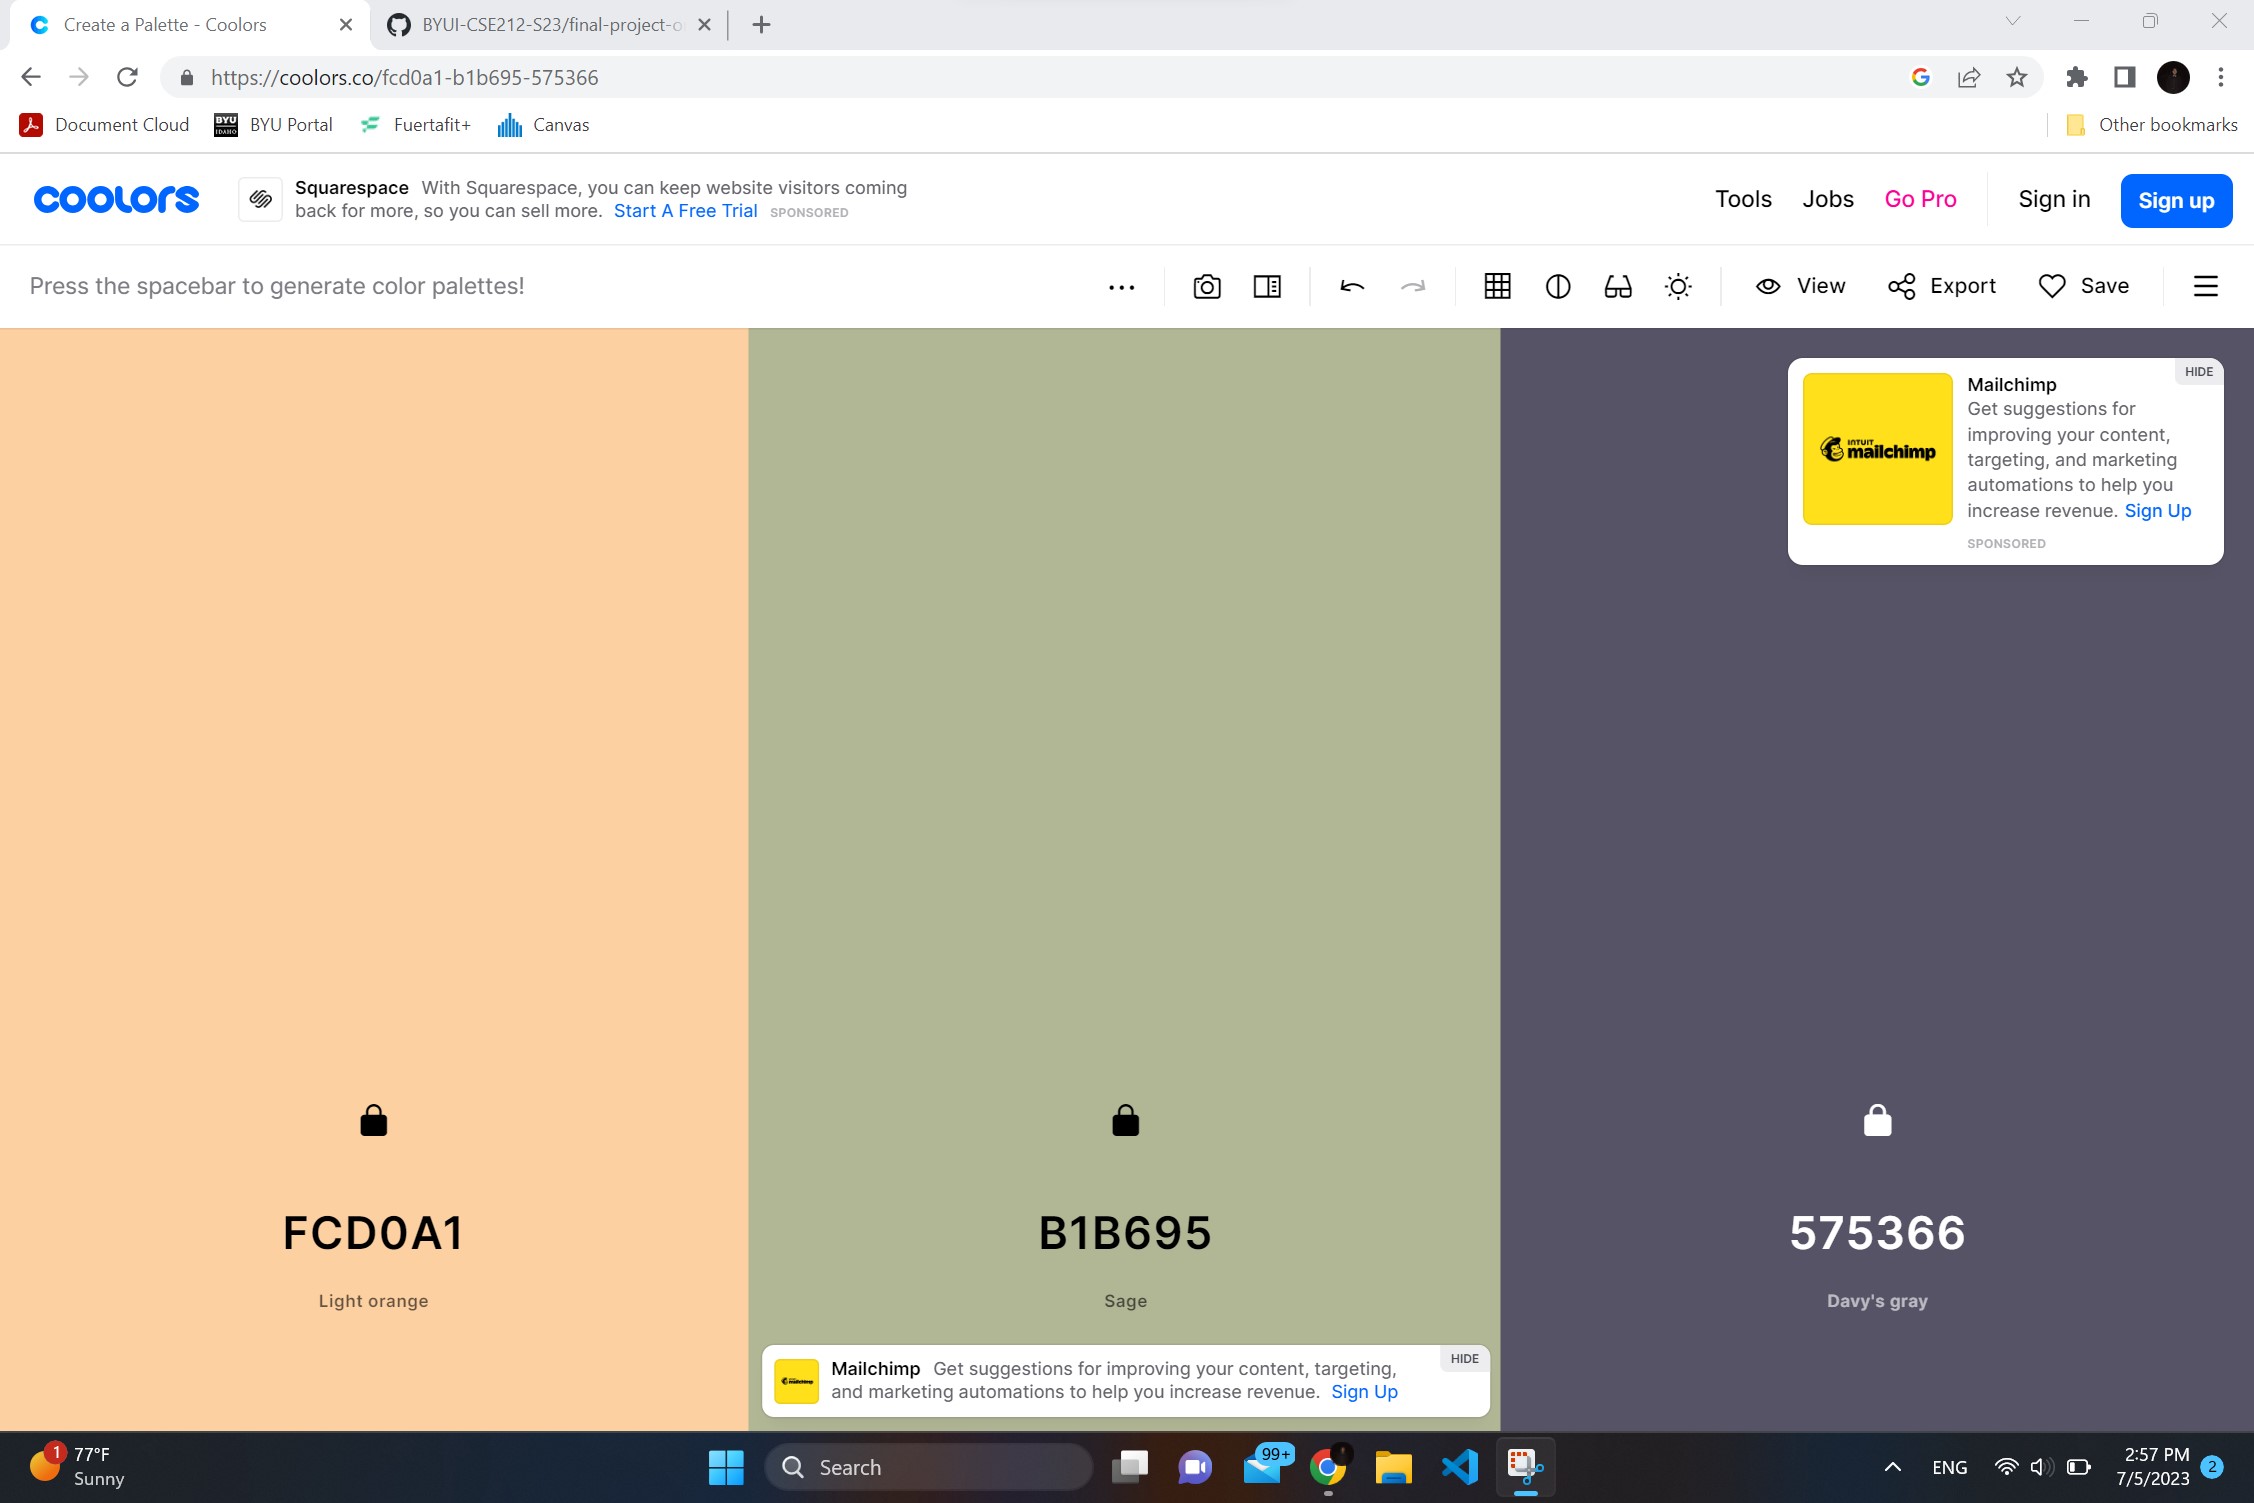 Create a Palette - Coolors
BYUI-CSE212-S23/final-project-o
https://coolors.co/fcd0a1-b1b695-575366
Document Cloud
BYU Portal
Fuertafit+
Canvas
Other bookmarks
coolors
Squarespace With Squarespace, you can keep website visitors coming
back for more, so you can sell more. Start A Free Trial SPONSORED
Tools
Jobs
Go Pro
Sign in
Sign up
Press the spacebar to generate color palettes!
View
Export
Save
HIDE
INTUIT
mailchimp
Mailchimp
Get suggestions for
improving your content,
targeting, and marketing
automations to help you
increase revenue. Sign Up
SPONSORED
FCD0A1
Light orange
B1B695
Sage
575366
Davy's gray
HIDE
Mailchimp Get suggestions for improving your content, targeting,
and marketing automations to help you increase revenue. Sign Up
1
77°F
Sunny
Search
99+
ENG
2:57 PM
7/5/2023
2